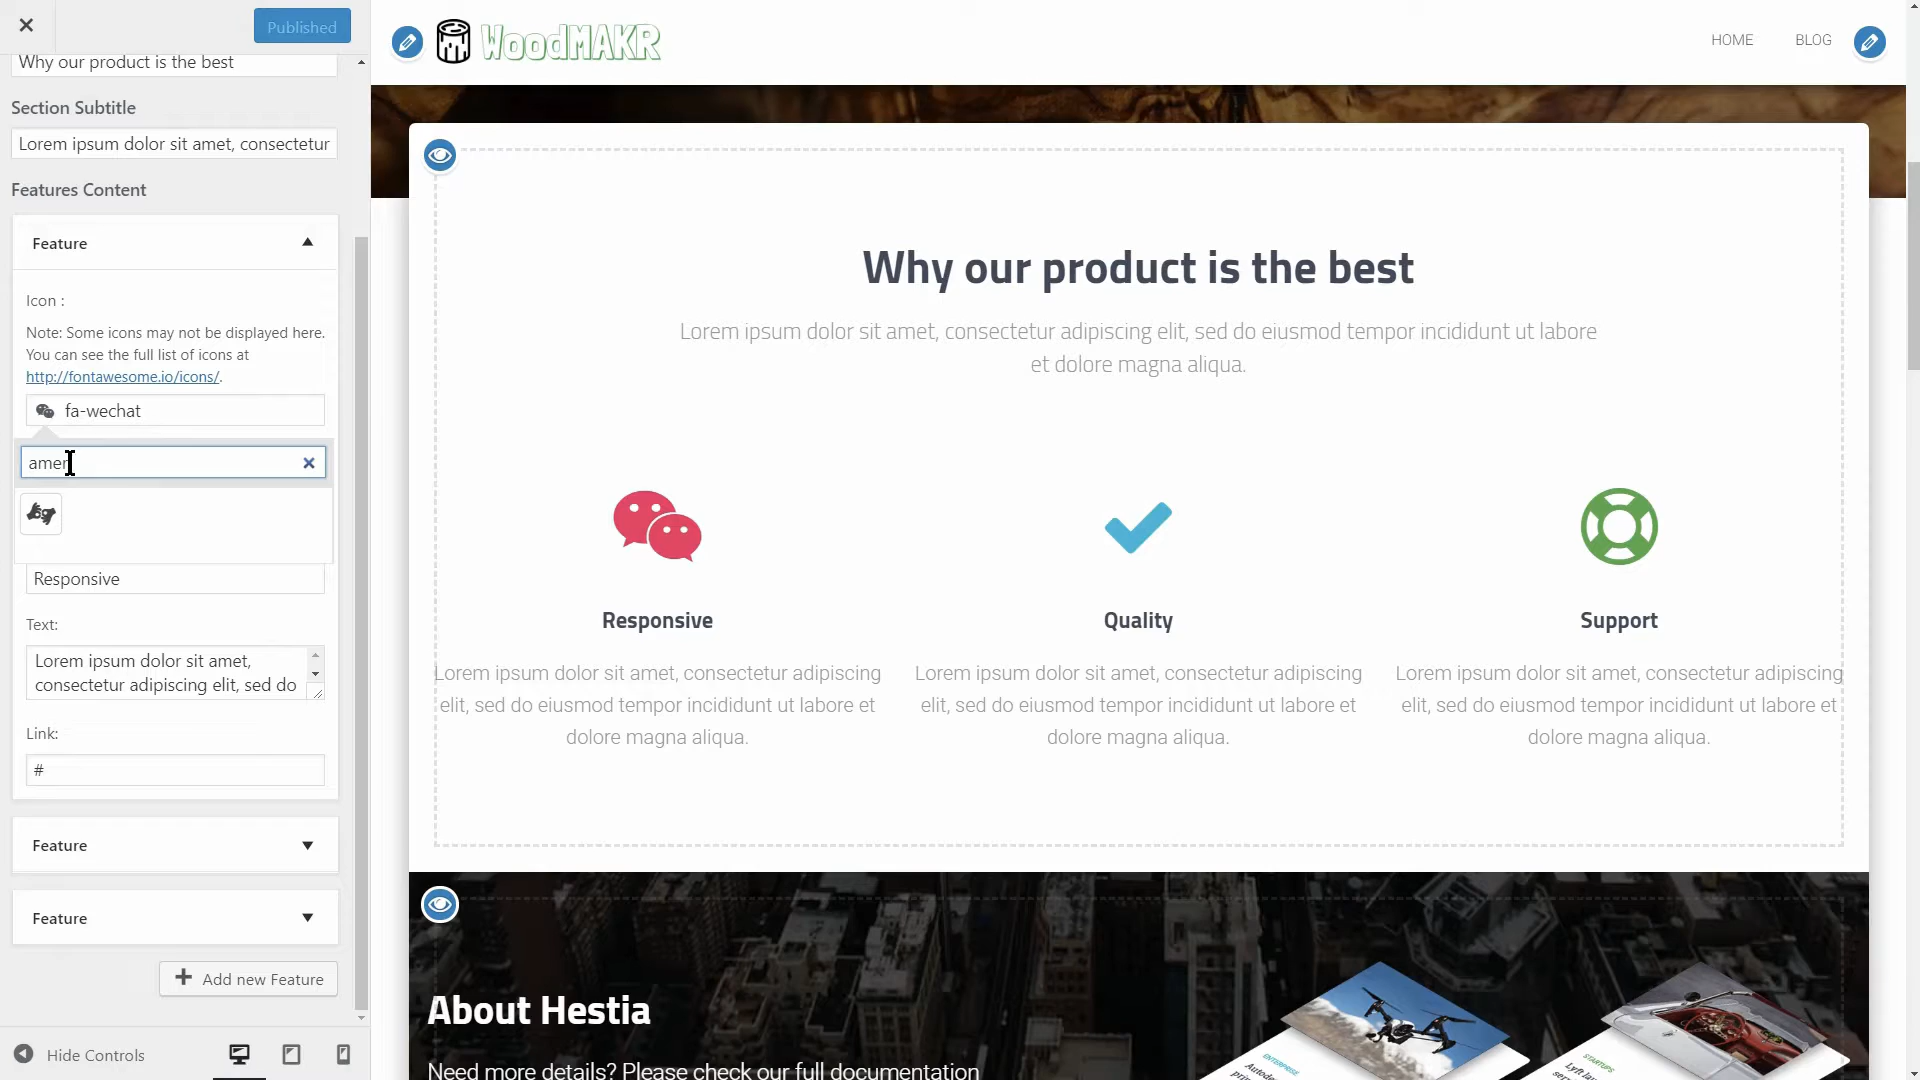 Published
WoodMAKR
HOME
BLOG
Why our product is the best
Section Subtitle
Lorem ipsum dolor sit amet, consectetur
Features Content
Feature
Icon :
Note: Some icons may not be displayed here.
You can see the full list of icons at
http://fontawesome.io/icons/.
fa-wechat
amer
Responsive
Text:
Lorem ipsum dolor sit amet,
consectetur adipiscing elit, sed do
Link:
#
Feature
Feature
Add new Feature
Hide Controls
Why our product is the best
Lorem ipsum dolor sit amet, consectetur adipiscing elit, sed do eiusmod tempor incididunt ut labore
et dolore magna aliqua.
Responsive
Lorem ipsum dolor sit amet, consectetur adipiscing
elit, sed do eiusmod tempor incididunt ut labore et
dolore magna aliqua.
Quality
Lorem ipsum dolor sit amet, consectetur adipiscing
elit, sed do eiusmod tempor incididunt ut labore et
dolore magna aliqua.
Support
Lorem ipsum dolor sit amet, consectetur adipiscing
elit, sed do eiusmod tempor incididunt ut labore et
dolore magna aliqua.
About Hestia
Need more details? Please check our full documentation
ENTERPRISE
STARTUPS